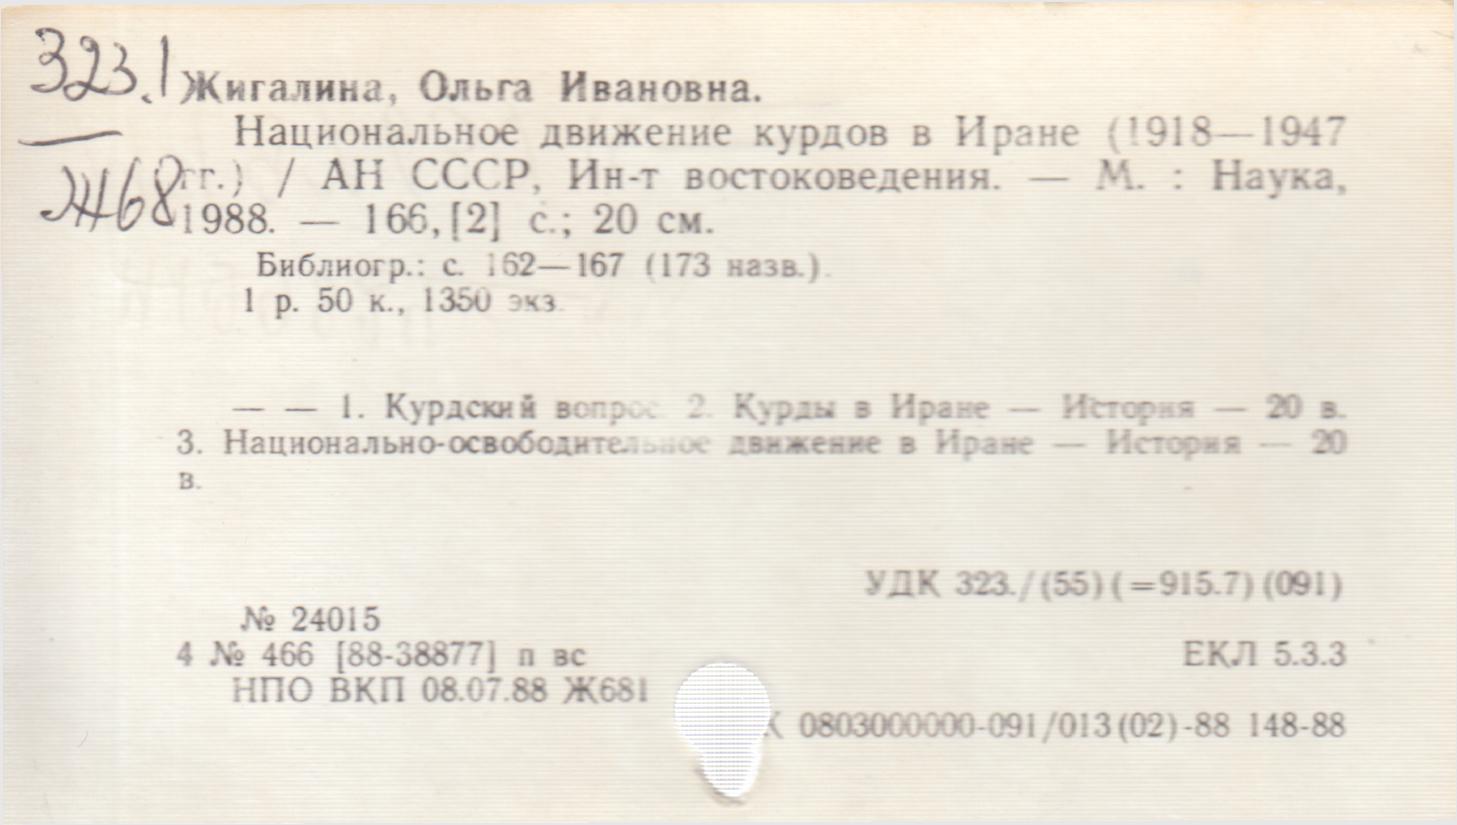 323.1
Жигалина, Ольга Ивановна.
Национальное движение курдов в Иране (1918—1947
гг.) / АН СССР, Ин-т востоковедения. — М. : Наука,
Ж68
1988. — 166,[2] с.; 20 см.
Библиогр.: с. 162—167 (173 назв.).
1 р. 50 к., 1350 экз.
— — 1. Курдский вопрос. 2. Курды в Иране — История — 20 в.
3. Национально-освободительное движение в Иране — История — 20
в.
УДК 323./(55)(=915.7)(091)
№ 24015
4 № 466 [88-38877] п вс
ЕКЛ 5.3.3
НПО ВКП 08.07.88 Ж681
К 0803000000-091/013(02)-88 148-88